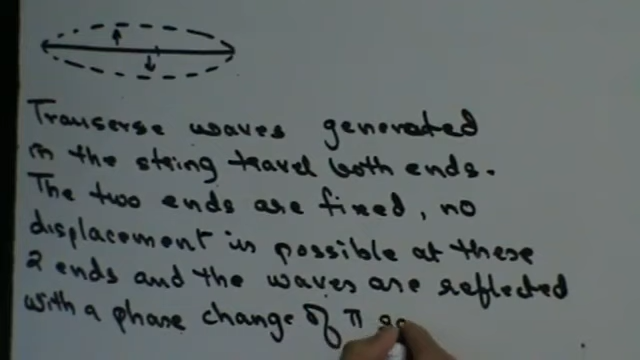 Transerse waves generated
in the string travel both ends.
The two ends are fixed, no
displacement is possible at these
2 ends and the waves are reflected
with a phase change of π